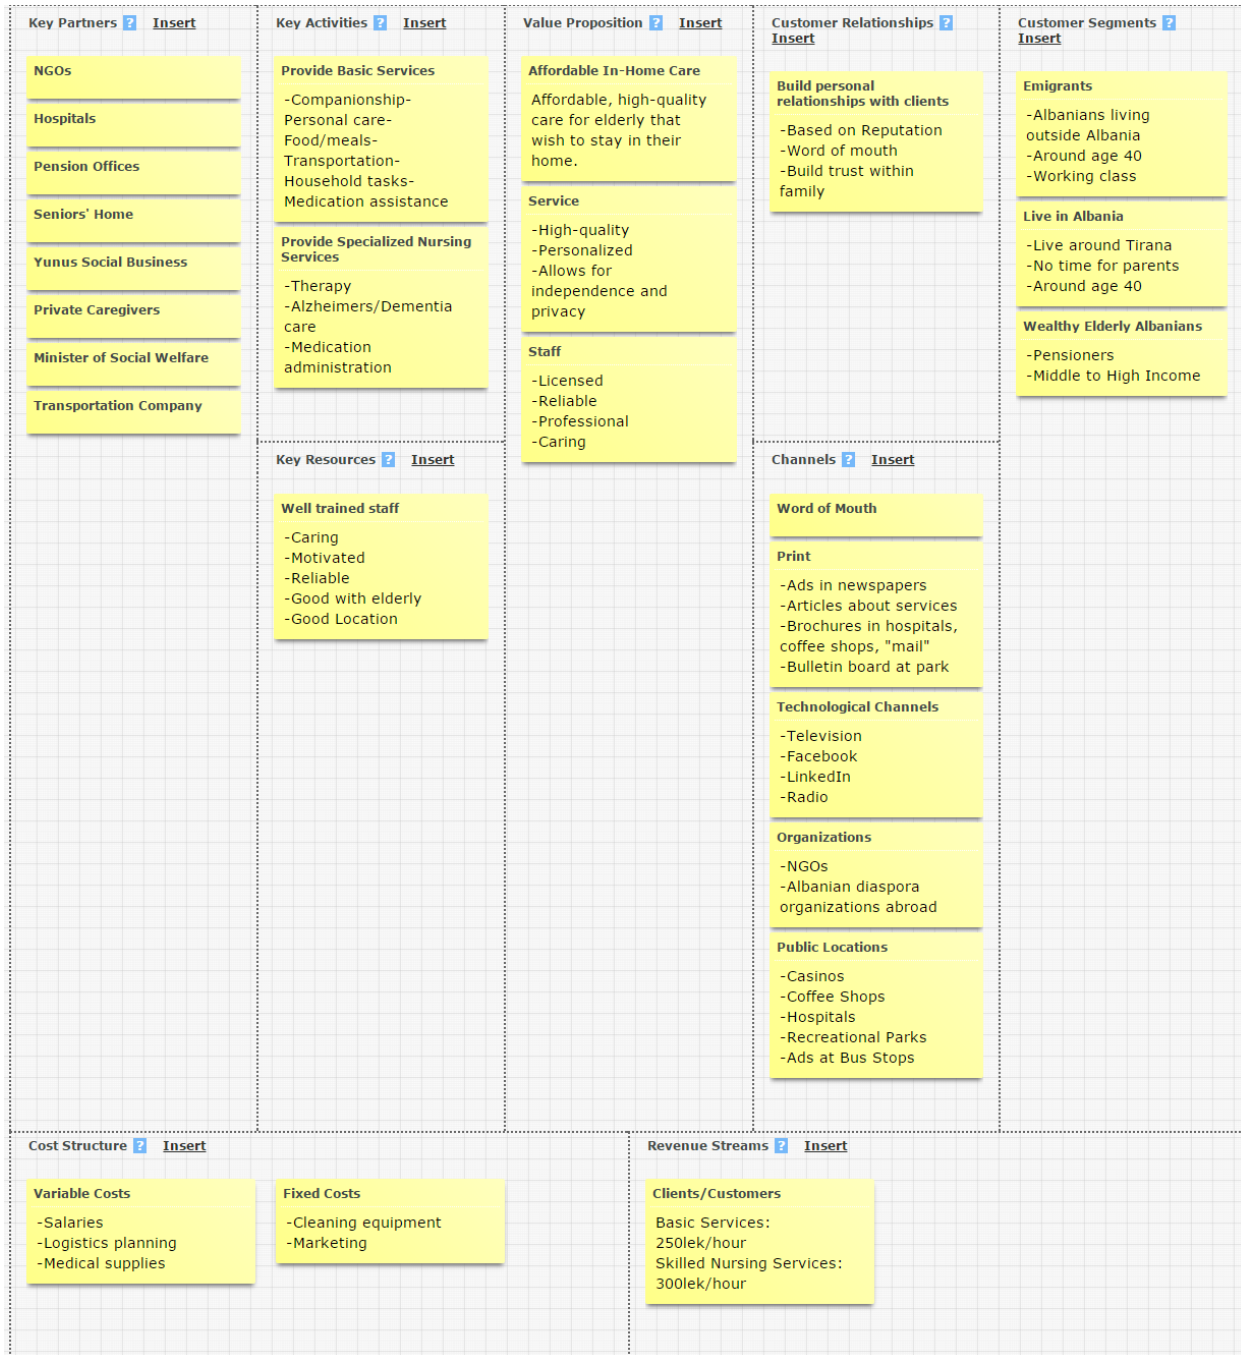 Key Partners ? Insert
NGOs
Hospitals
Pension Offices
Seniors' Home
Yunus Social Business
Private Caregivers
Minister of Social Welfare
Transportation Company
Key Activities ? Insert
Provide Basic Services
-Companionship-
Personal care-
Food/meals-
Transportation-
Household tasks-
Medication assistance
Provide Specialized Nursing
Services
-Therapy
-Alzheimers/Dementia
care
-Medication
administration
Key Resources ? Insert
Well trained staff
-Caring
-Motivated
-Reliable
-Good with elderly
-Good Location
Value Proposition ? Insert
Affordable In-Home Care
Affordable, high-quality
care for elderly that
wish to stay in their
home.
Service
-High-quality
-Personalized
-Allows for
independence and
privacy
Staff
-Licensed
-Reliable
-Professional
-Caring
Customer Relationships ?
Insert
Build personal
relationships with clients
-Based on Reputation
-Word of mouth
-Build trust within
family
Channels ? Insert
Word of Mouth
Print
-Ads in newspapers
-Articles about services
-Brochures in hospitals,
coffee shops, "mail"
-Bulletin board at park
Technological Channels
-Television
-Facebook
-LinkedIn
-Radio
Organizations
-NGOs
-Albanian diaspora
organizations abroad
Public Locations
-Casinos
-Coffee Shops
-Hospitals
-Recreational Parks
-Ads at Bus Stops
Customer Segments ?
Insert
Emigrants
-Albanians living
outside Albania
-Around age 40
-Working class
Live in Albania
-Live around Tirana
-No time for parents
-Around age 40
Wealthy Elderly Albanians
-Pensioners
-Middle to High Income
Cost Structure ? Insert
Variable Costs
-Salaries
-Logistics planning
-Medical supplies
Fixed Costs
-Cleaning equipment
-Marketing
Revenue Streams ? Insert
Clients/Customers
Basic Services:
250lek/hour
Skilled Nursing Services:
300lek/hour